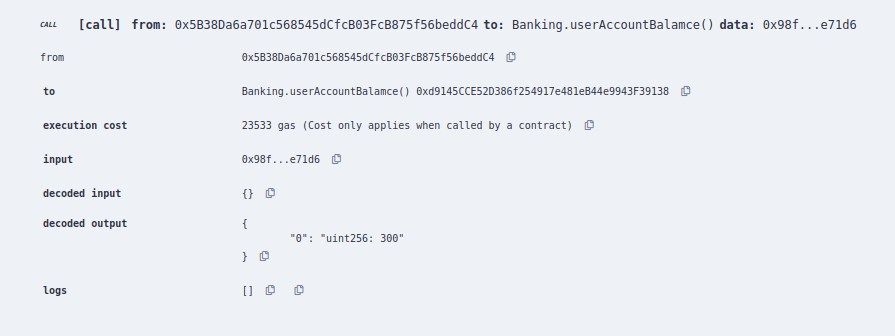 CALL [call] from: 0x5B38Da6a701c568545dCfcB03FcB875f56beddC4 to: Banking.userAccountBalamce() data: 0x98f...e71d6
from 0x5B38Da6a701c568545dCfcB03FcB875f56beddC4
to Banking.userAccountBalamce() 0xd9145CCE52D386f254917e481eB44e9943F39138
execution cost 23533 gas (Cost only applies when called by a contract)
input 0x98f...e71d6
decoded input {}
decoded output {
"0": "uint256: 300"
}
logs []